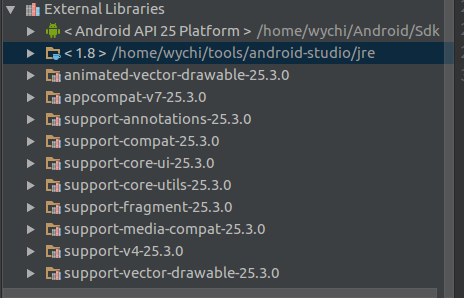 External Libraries
< Android API 25 Platform > /home/wychi/Android/Sdk
< 1.8 > /home/wychi/tools/android-studio/jre
animated-vector-drawable-25.3.0
appcompat-v7-25.3.0
support-annotations-25.3.0
support-compat-25.3.0
support-core-ui-25.3.0
support-core-utils-25.3.0
support-fragment-25.3.0
support-media-compat-25.3.0
support-v4-25.3.0
support-vector-drawable-25.3.0